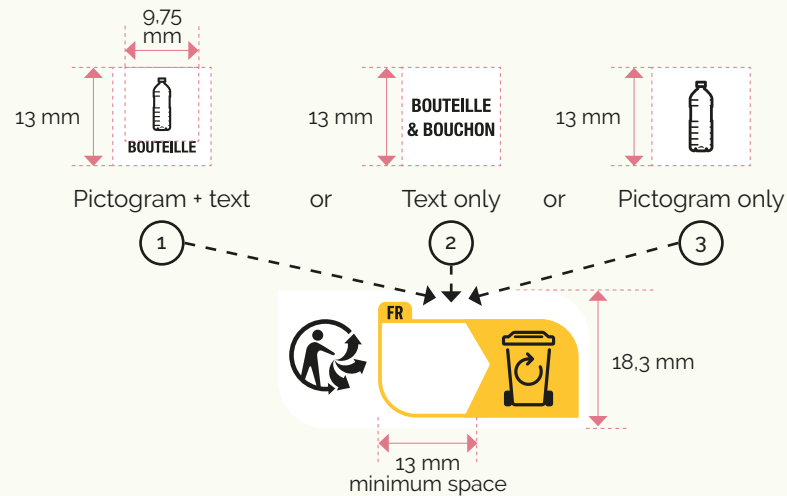 9,75
mm
13 mm
BOUTEILLE
13 mm
BOUTEILLE
& BOUCHON
13 mm
Pictogram + text
or
Text only
or
Pictogram only
1
2
3
FR
18,3 mm
13 mm
minimum space